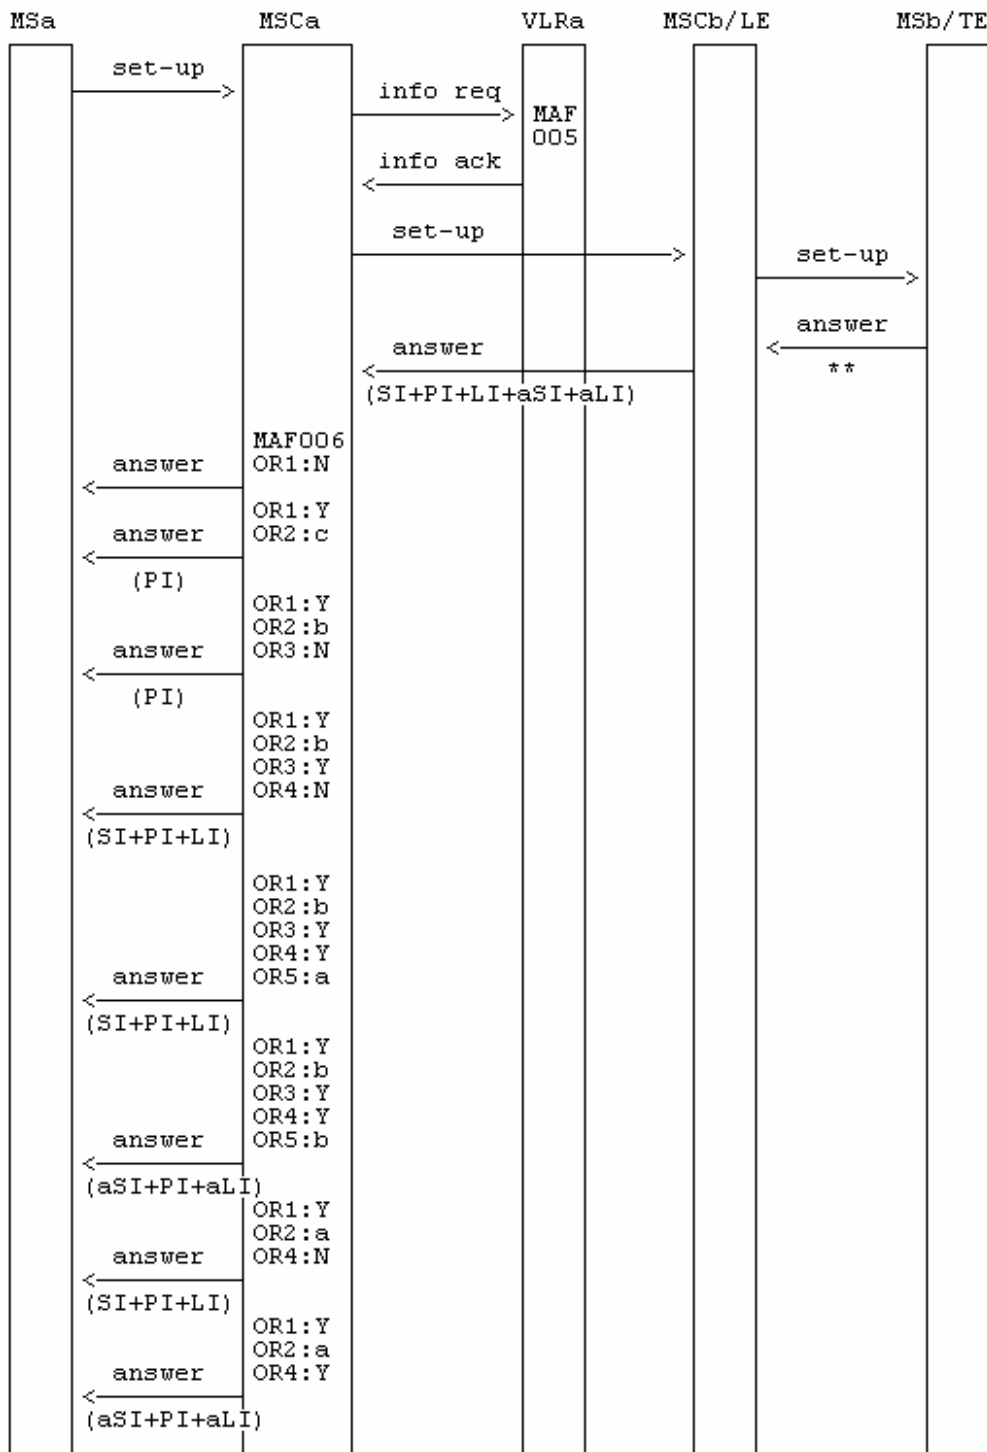 MSa MSCa VLRa MSCb/LE MSb/TE
set-up
info req
MAF
005
info ack
set-up
set-up
answer
answer
**
(SI+PI+LI+aSI+aLI)
MAF006
answer OR1:N
OR1:Y
answer OR2:c
(PI)
OR1:Y
OR2:b
answer OR3:N
(PI)
OR1:Y
OR2:b
OR3:Y
answer OR4:N
(SI+PI+LI)
OR1:Y
OR2:b
OR3:Y
OR4:Y
answer OR5:a
(SI+PI+LI)
OR1:Y
OR2:b
OR3:Y
OR4:Y
answer OR5:b
(aSI+PI+aLI)
OR1:Y
OR2:a
answer OR4:N
(SI+PI+LI)
OR1:Y
OR2:a
answer OR4:Y
(aSI+PI+aLI)